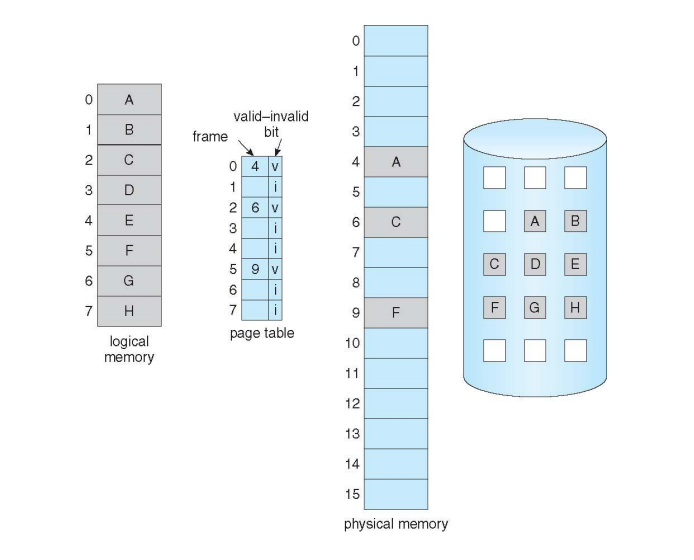 0 A
1 B
2 C
3 D
4 E
5 F
6 G
7 H
logical
memory
valid–invalid
bit
frame
0 4 v
1 i
2 6 v
3 i
4 i
5 9 v
6 i
7 i
page table
0
1
2
3
4 A
5
6 C
7
8
9 F
10
11
12
13
14
15
physical memory
A B
C D E
F G H